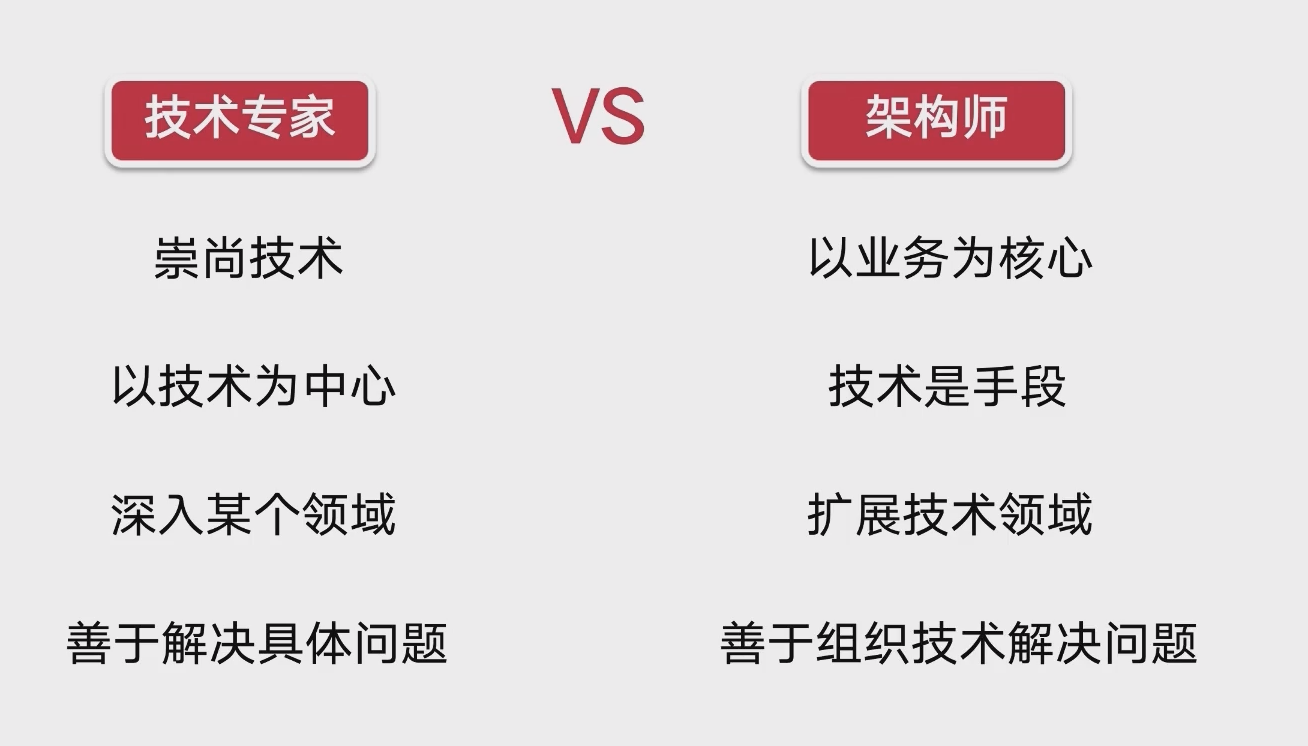 技术专家 VS 架构师
崇尚技术 以业务为核心
以技术为中心 技术是手段
深入某个领域 扩展技术领域
善于解决具体问题 善于组织技术解决问题